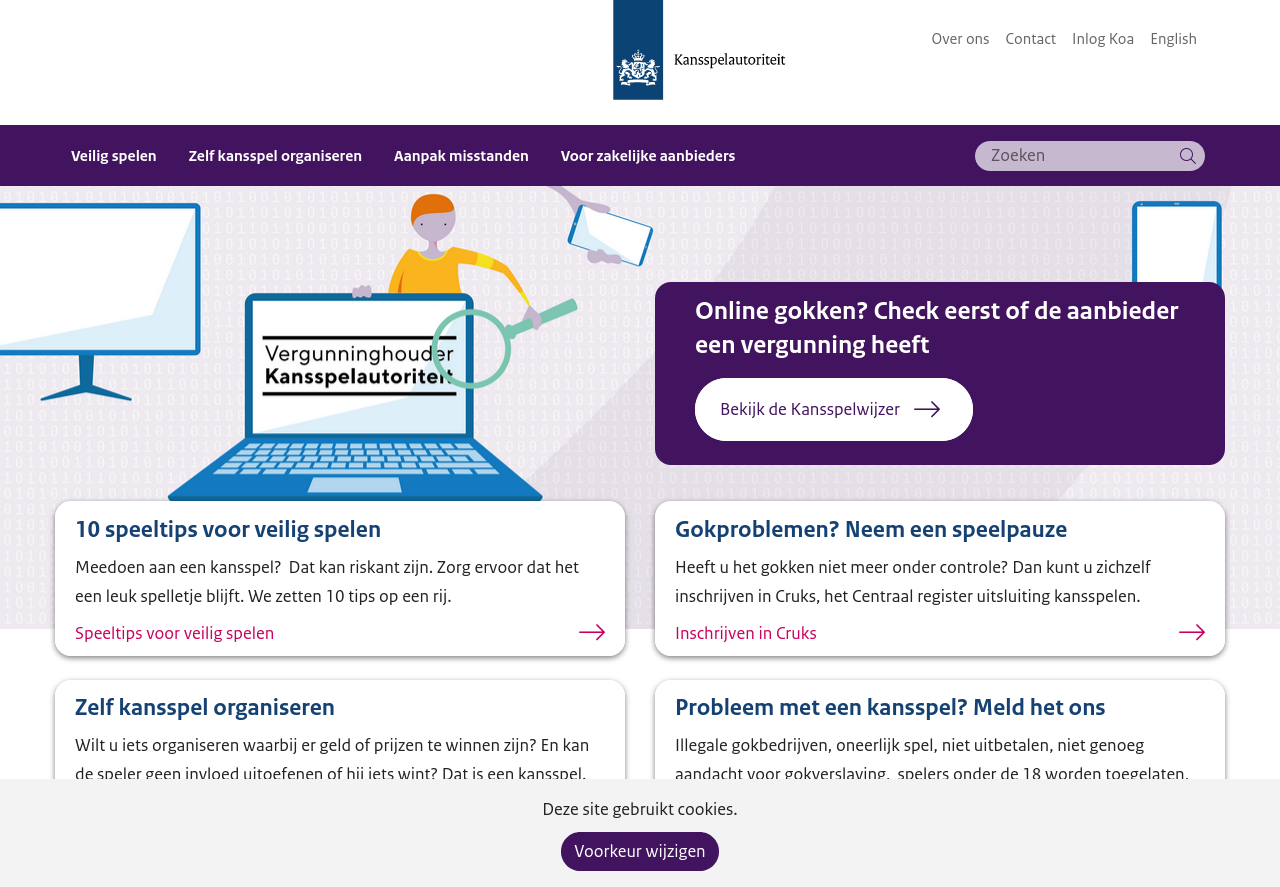 Kansspelautoriteit
Over ons
Contact
Inlog Koa
English
Veilig spelen
Zelf kansspel organiseren
Aanpak misstanden
Voor zakelijke aanbieders
Zoeken
Vergunninghouder
Kansspelautoriteit
Online gokken? Check eerst of de aanbieder
een vergunning heeft
Bekijk de Kansspelwijzer
10 speeltips voor veilig spelen
Meedoen aan een kansspel?  Dat kan riskant zijn. Zorg ervoor dat het
een leuk spelletje blijft. We zetten 10 tips op een rij.
Speeltips voor veilig spelen
Gokproblemen? Neem een speelpauze
Heeft u het gokken niet meer onder controle? Dan kunt u zichzelf
inschrijven in Cruks, het Centraal register uitsluiting kansspelen.
Inschrijven in Cruks
Zelf kansspel organiseren
Wilt u iets organiseren waarbij er geld of prijzen te winnen zijn? En kan
de speler geen invloed uitoefenen of hij iets wint? Dat is een kansspel.
Probleem met een kansspel? Meld het ons
Illegale gokbedrijven, oneerlijk spel, niet uitbetalen, niet genoeg
aandacht voor gokverslaving,  spelers onder de 18 worden toegelaten.
Deze site gebruikt cookies.
Voorkeur wijzigen